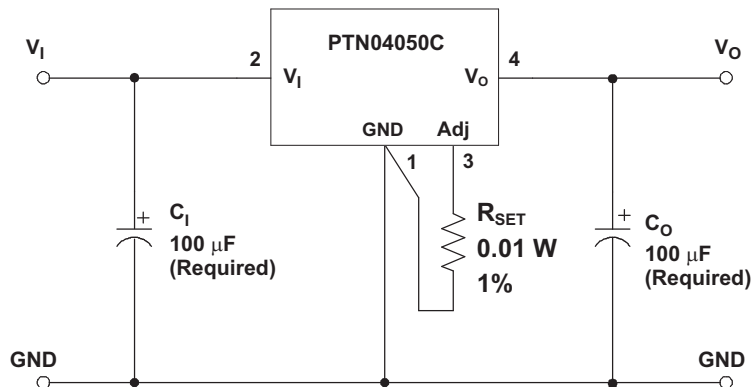 V_I
2
PTN04050C
4
V_O
V_I
V_O
GND
Adj
1
3
+
C_I
100 μF
(Required)
R_SET
0.01 W
1%
+
C_O
100 μF
(Required)
GND
GND